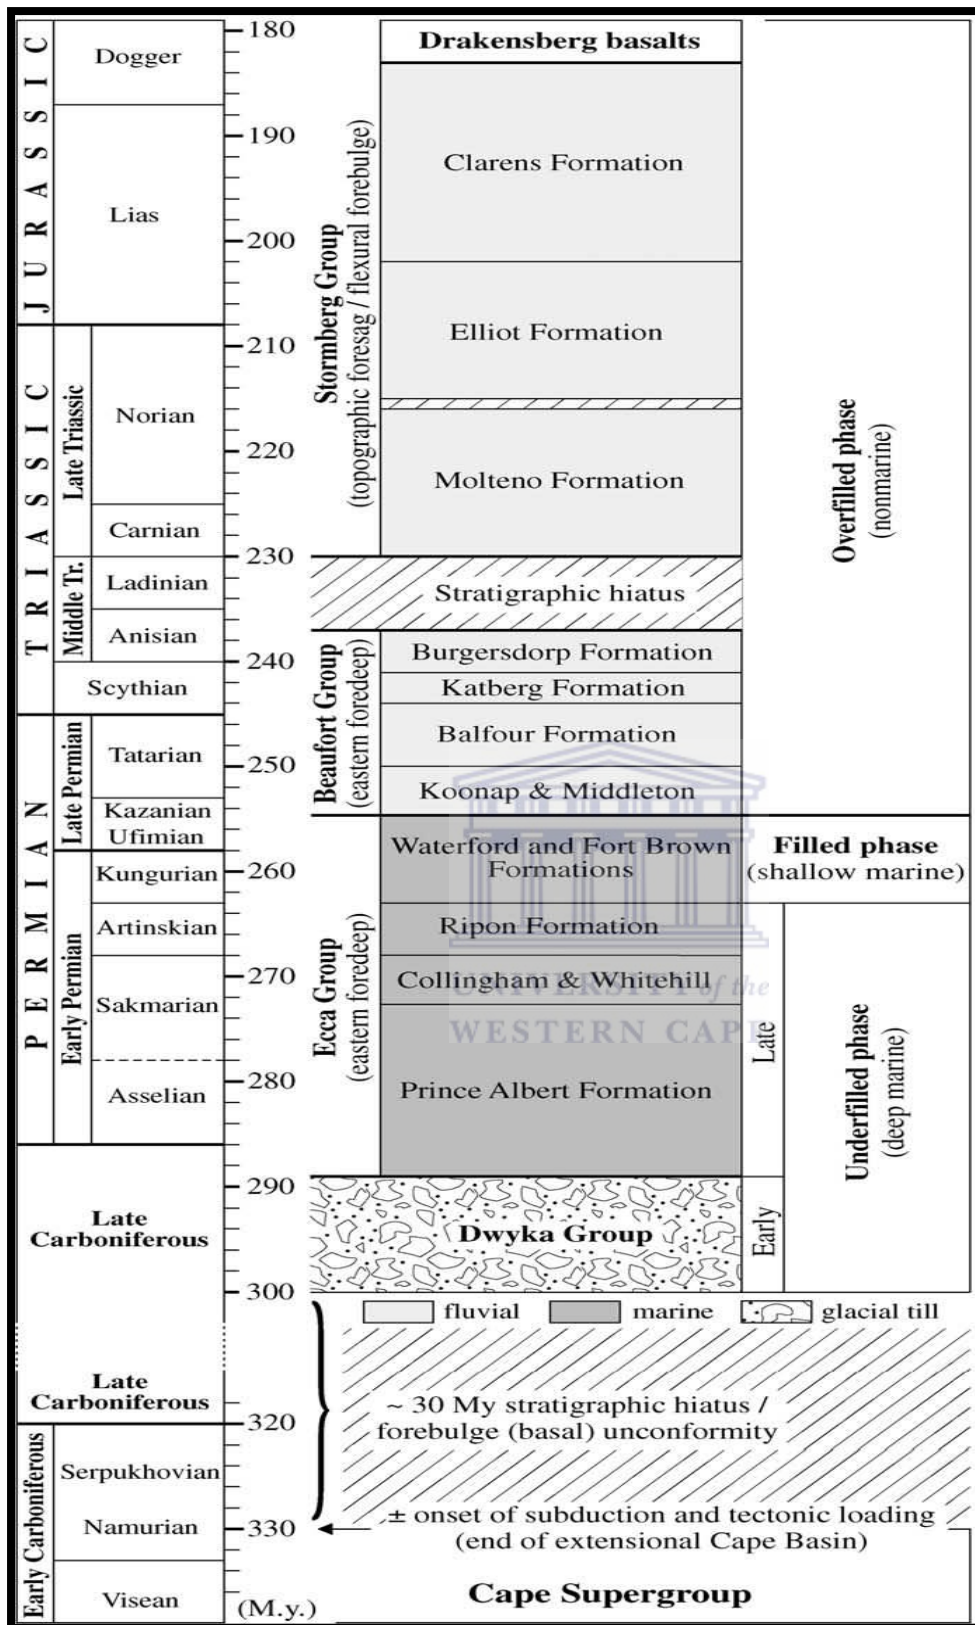 JURASSIC
Dogger
Lias
TRIASSIC
Late Triassic
Norian
Carnian
Middle Tr.
Ladinian
Anisian
Scythian
PERMIAN
Late Permian
Tatarian
Kazanian
Ufimian
Early Permian
Kungurian
Artinskian
Sakmarian
Asselian
Late
Carboniferous
Late
Carboniferous
Early Carboniferous
Serpukhovian
Namurian
Visean
180
190
200
210
220
230
240
250
260
270
280
290
300
320
330
(M.y.)
Stormberg Group
(topographic foresag / flexural forebulge)
Drakensberg basalts
Clarens Formation
Elliot Formation
Molteno Formation
Stratigraphic hiatus
Beaufort Group
(eastern foredeep)
Burgersdorp Formation
Katberg Formation
Balfour Formation
Koonap & Middleton
Ecca Group
(eastern foredeep)
Waterford and Fort Brown
Formations
Ripon Formation
Collingham & Whitehill
Prince Albert Formation
Dwyka Group
UNIVERSITY of the
WESTERN CAPE
Overfilled phase
(nonmarine)
Filled phase
(shallow marine)
Late
Early
Underfilled phase
(deep marine)
fluvial
marine
glacial till
~ 30 My stratigraphic hiatus /
forebulge (basal) unconformity
± onset of subduction and tectonic loading
(end of extensional Cape Basin)
Cape Supergroup